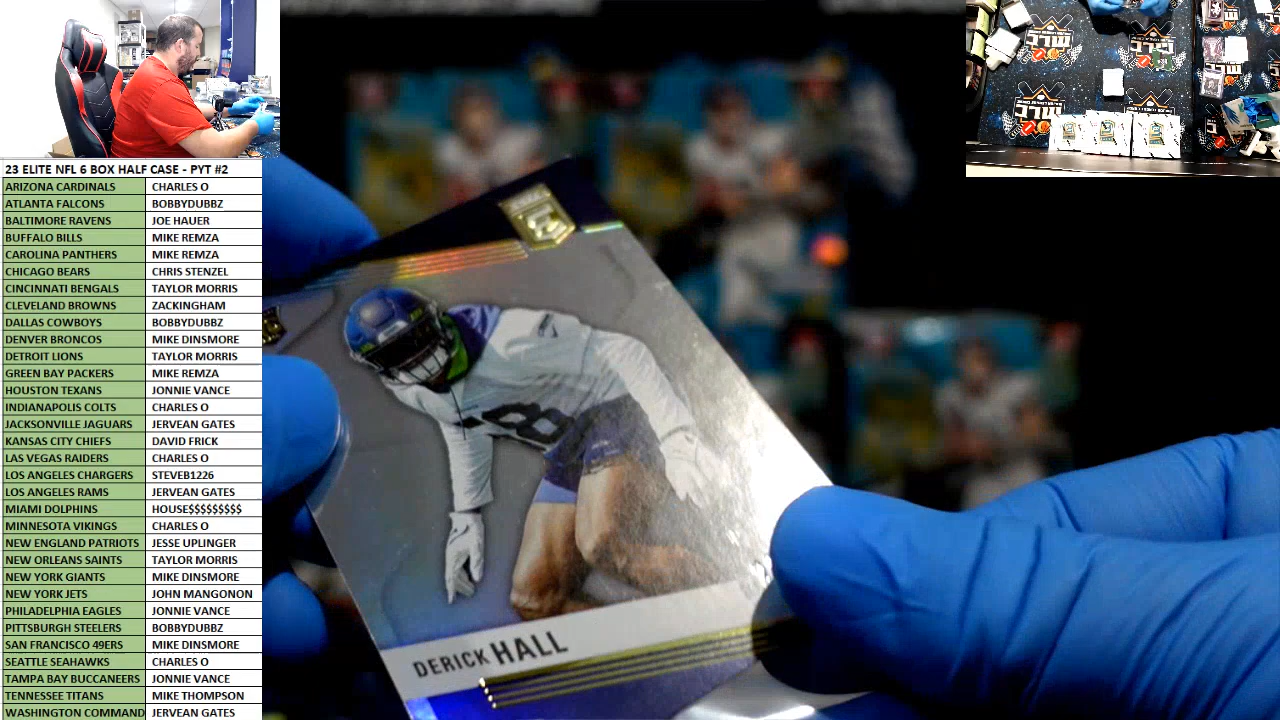 23 ELITE NFL 6 BOX HALF CASE - PYT #2
ARIZONA CARDINALS CHARLES O
ATLANTA FALCONS BOBBYDUBBZ
BALTIMORE RAVENS JOE HAUER
BUFFALO BILLS MIKE REMZA
CAROLINA PANTHERS MIKE REMZA
CHICAGO BEARS CHRIS STENZEL
CINCINNATI BENGALS TAYLOR MORRIS
CLEVELAND BROWNS ZACKINGHAM
DALLAS COWBOYS BOBBYDUBBZ
DENVER BRONCOS MIKE DINSMORE
DETROIT LIONS TAYLOR MORRIS
GREEN BAY PACKERS MIKE REMZA
HOUSTON TEXANS JONNIE VANCE
INDIANAPOLIS COLTS CHARLES O
JACKSONVILLE JAGUARS JERVEAN GATES
KANSAS CITY CHIEFS DAVID FRICK
LAS VEGAS RAIDERS CHARLES O
LOS ANGELES CHARGERS STEVEB1226
LOS ANGELES RAMS JERVEAN GATES
MIAMI DOLPHINS HOUSE$$$$$$$$$
MINNESOTA VIKINGS CHARLES O
NEW ENGLAND PATRIOTS JESSE UPLINGER
NEW ORLEANS SAINTS TAYLOR MORRIS
NEW YORK GIANTS MIKE DINSMORE
NEW YORK JETS JOHN MANGONON
PHILADELPHIA EAGLES JONNIE VANCE
PITTSBURGH STEELERS BOBBYDUBBZ
SAN FRANCISCO 49ERS MIKE DINSMORE
SEATTLE SEAHAWKS CHARLES O
TAMPA BAY BUCCANEERS JONNIE VANCE
TENNESSEE TITANS MIKE THOMPSON
WASHINGTON COMMAND JERVEAN GATES
DERICK HALL